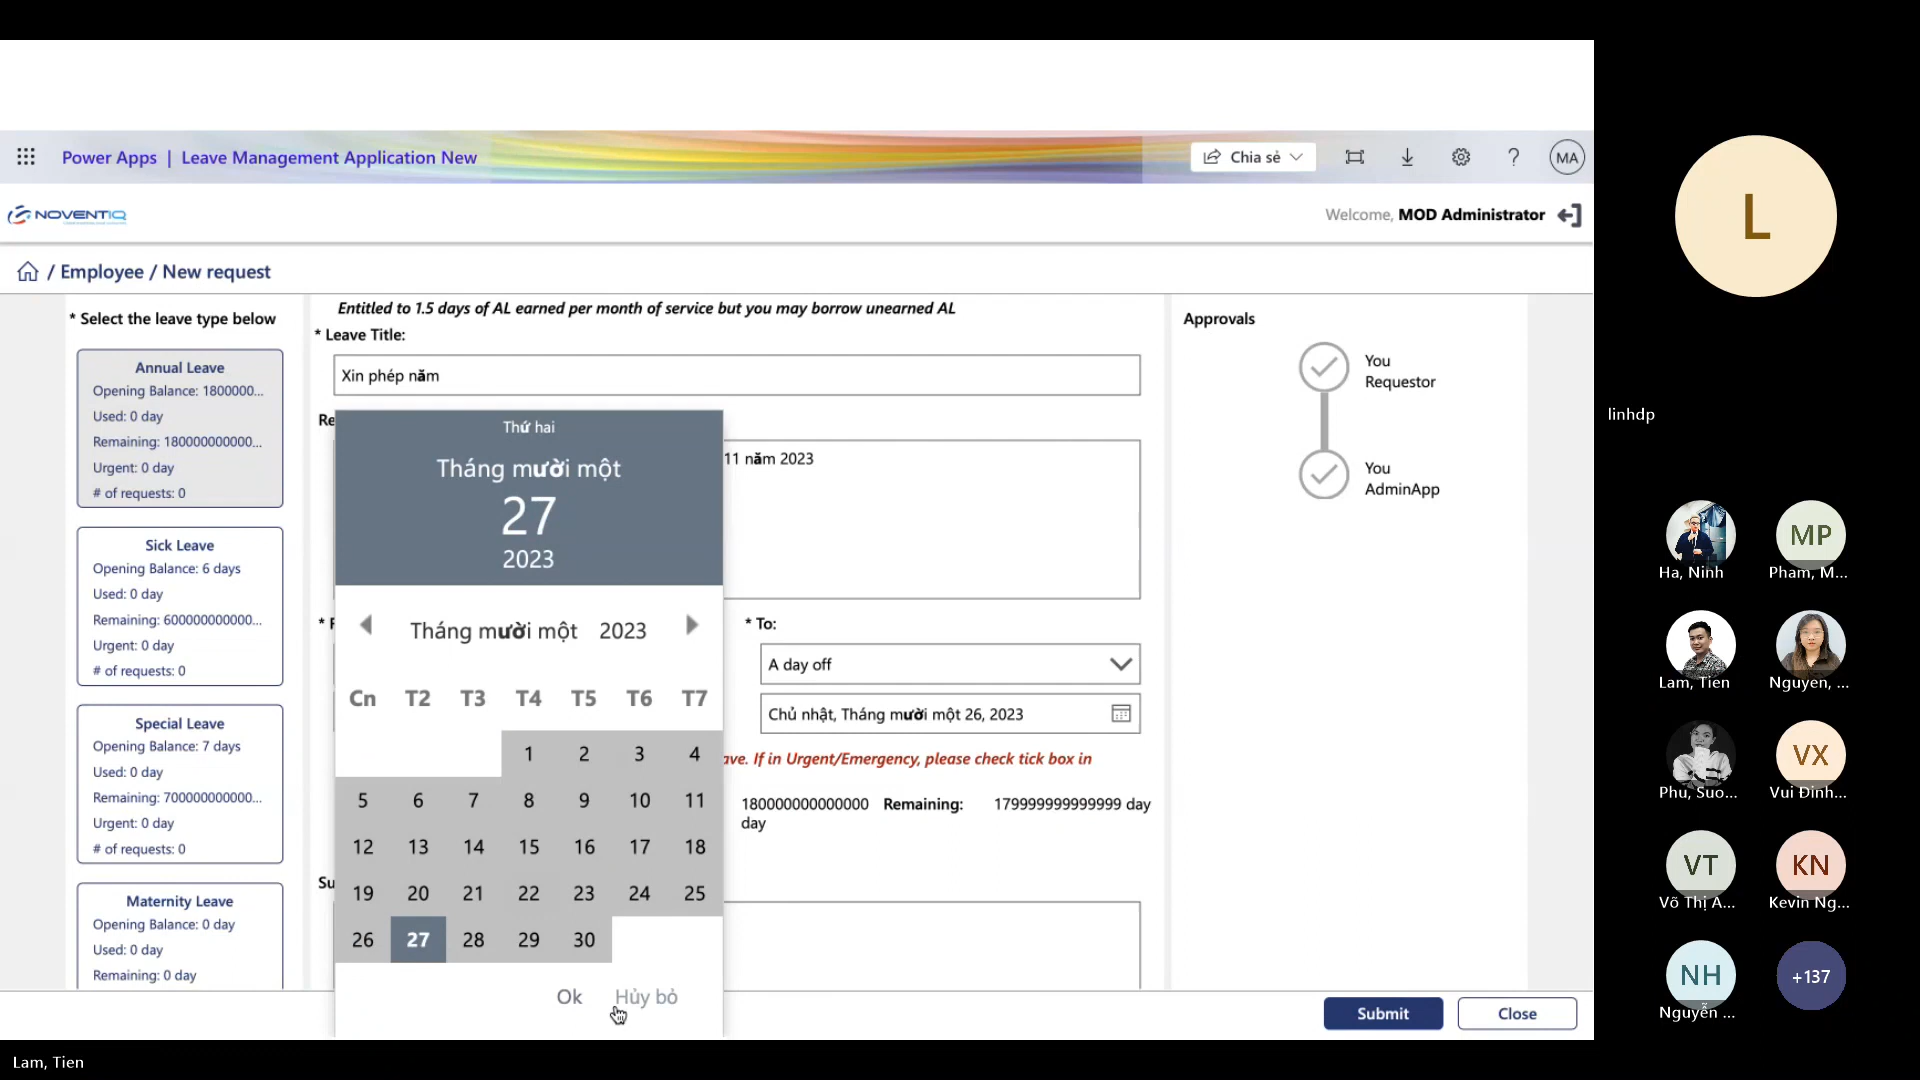 Power Apps | Leave Management Application New
Chia sẻ
?
MA
NOVENTIQ
Welcome, MOD Administrator
/ Employee / New request
* Select the leave type below
Annual Leave
Opening Balance: 1800000...
Used: 0 day
Remaining: 180000000000...
Urgent: 0 day
# of requests: 0
Sick Leave
Opening Balance: 6 days
Used: 0 day
Remaining: 600000000000...
Urgent: 0 day
# of requests: 0
Special Leave
Opening Balance: 7 days
Used: 0 day
Remaining: 700000000000...
Urgent: 0 day
# of requests: 0
Maternity Leave
Opening Balance: 0 day
Used: 0 day
Remaining: 0 day
Entitled to 1.5 days of AL earned per month of service but you may borrow unearned AL
* Leave Title:
Xin phép năm
Re
11 năm 2023
Thứ hai
Tháng mười một
27
2023
Tháng mười một 2023
Cn T2 T3 T4 T5 T6 T7
1 2 3 4
5 6 7 8 9 10 11
12 13 14 15 16 17 18
19 20 21 22 23 24 25
26 27 28 29 30
Ok Hủy bỏ
* To:
A day off
Chủ nhật, Tháng mười một 26, 2023
ave. If in Urgent/Emergency, please check tick box in
180000000000000 Remaining: 179999999999999 day
day
Su
Approvals
You
Requestor
You
AdminApp
Submit
Close
L
linhdp
Ha, Ninh
MP
Pham, M...
Lam, Tien
Nguyen, ...
Phu, Suo...
VX
Vui Đinh...
VT
Võ Thị A...
KN
Kevin Ng...
NH
Nguyễn ...
+137
Lam, Tien